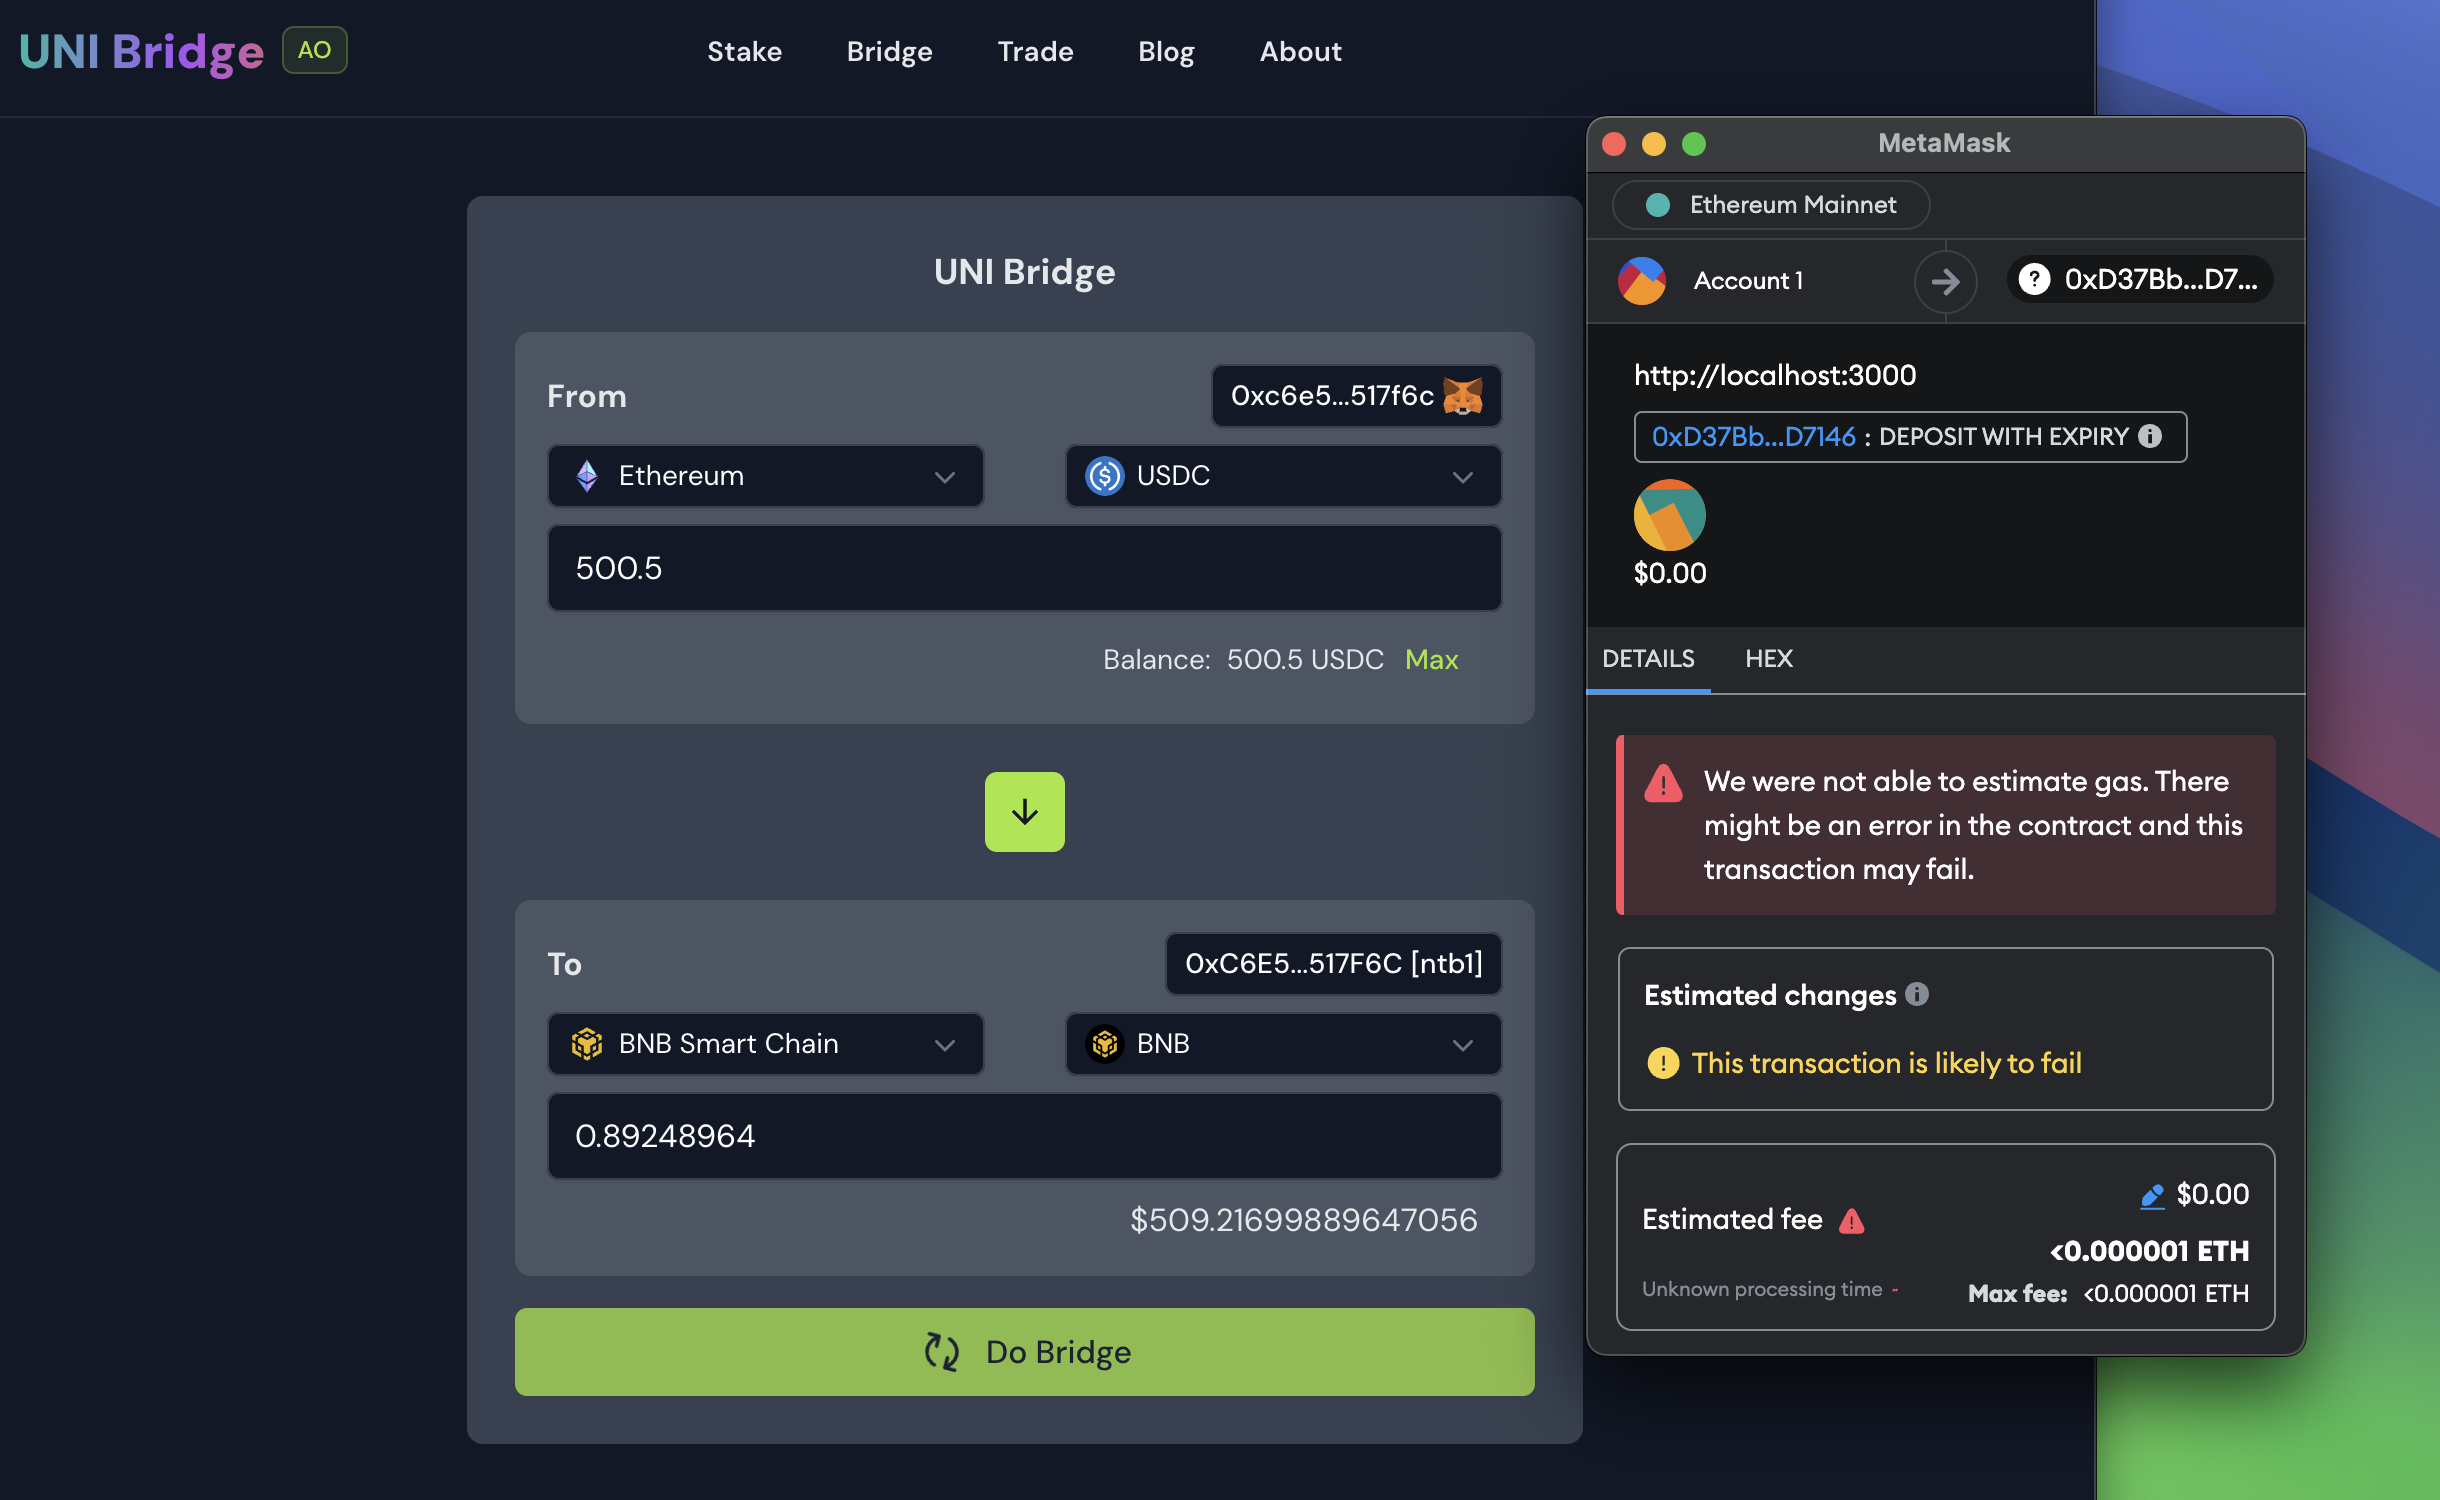 UNI Bridge AO
Stake Bridge Trade Blog About
UNI Bridge
From
0xc6e5...517f6c
Ethereum
USDC
500.5
Balance: 500.5 USDC Max
To
0xC6E5...517F6C [ntb1]
BNB Smart Chain
BNB
0.89248964
$509.21699889647056
Do Bridge
MetaMask
Ethereum Mainnet
Account 1
0xD37Bb...D7...
http://localhost:3000
0xD37Bb...D7146 : DEPOSIT WITH EXPIRY
$0.00
DETAILS HEX
We were not able to estimate gas. There
might be an error in the contract and this
transaction may fail.
Estimated changes
This transaction is likely to fail
$0.00
Estimated fee
<0.000001 ETH
Unknown processing time ~
Max fee: <0.000001 ETH